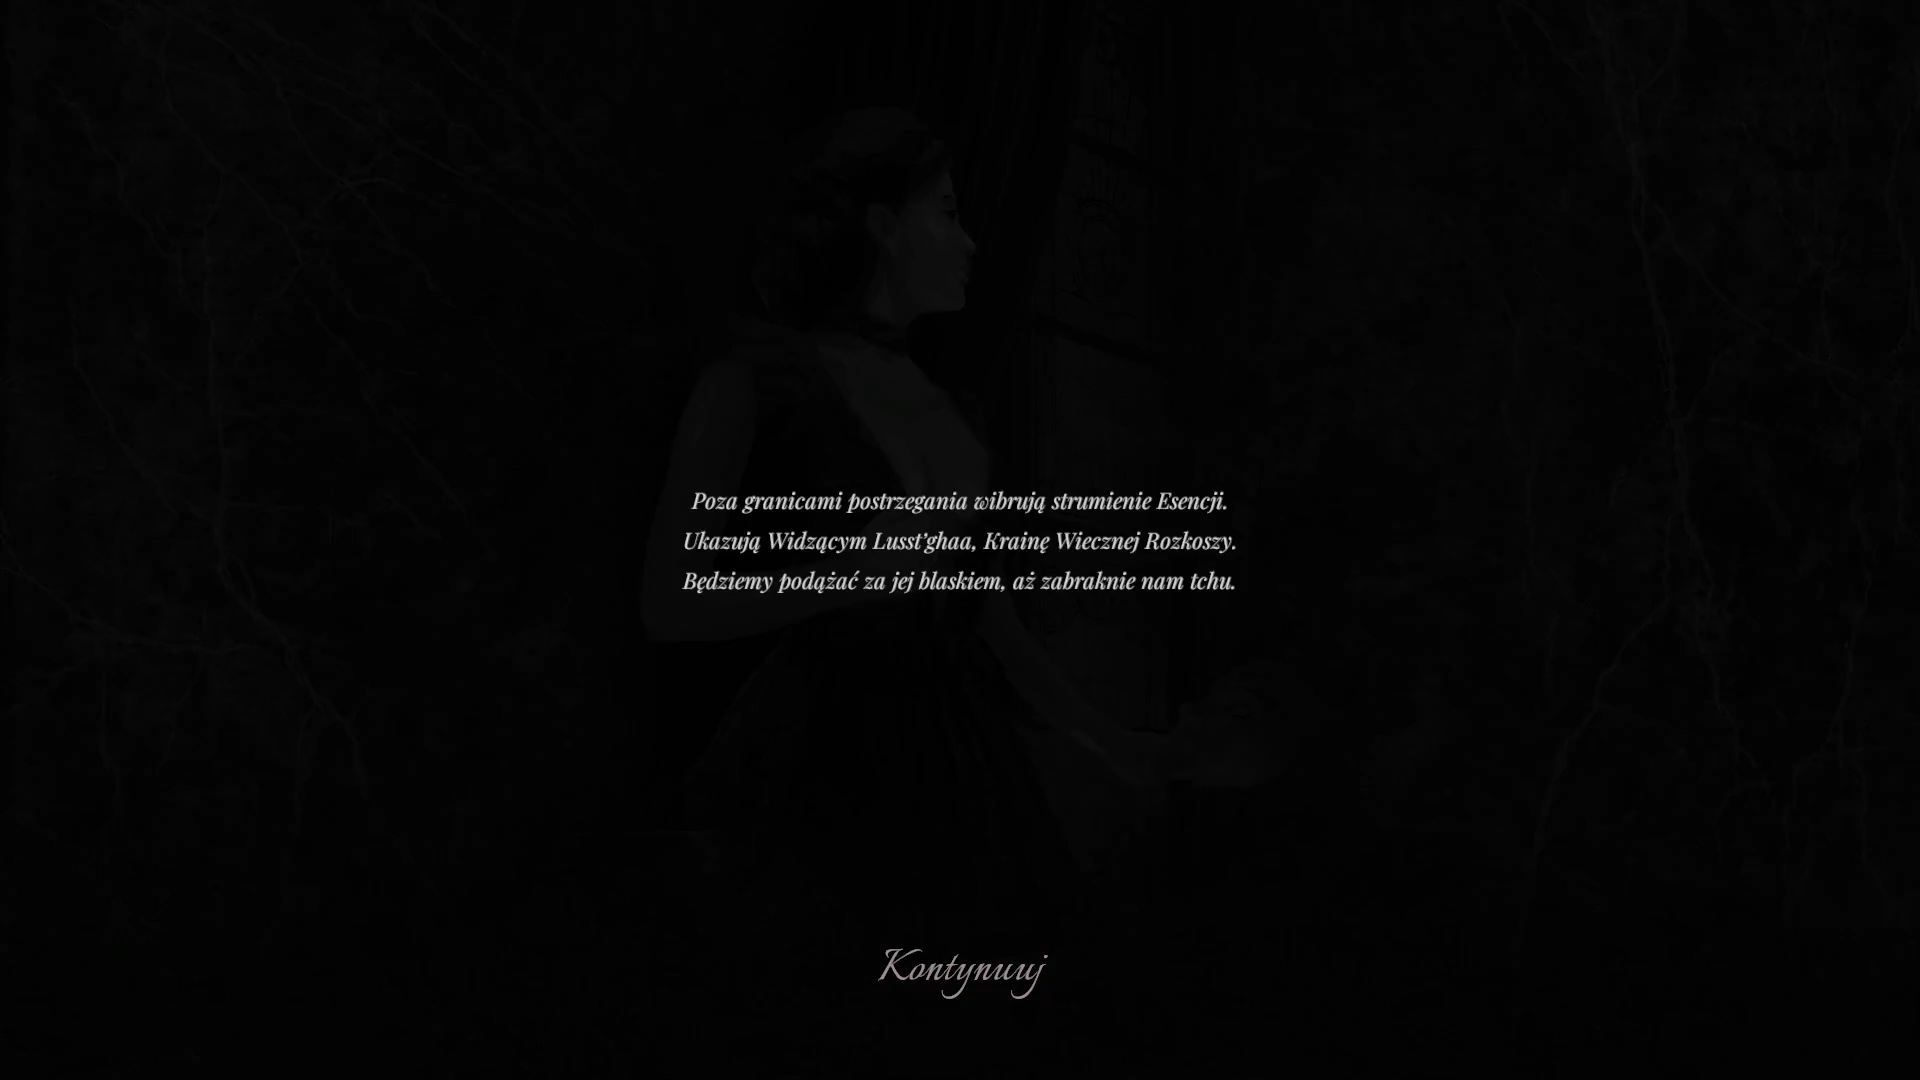 Poza granicami postrzegania wibrują strumienie Esencji.
Ukazują Widzącym Lusst'ghaa, Krainę Wiecznej Rozkoszy.
Będziemy podążać za jej blaskiem, aż zabraknie nam tchu.
Kontynuuj